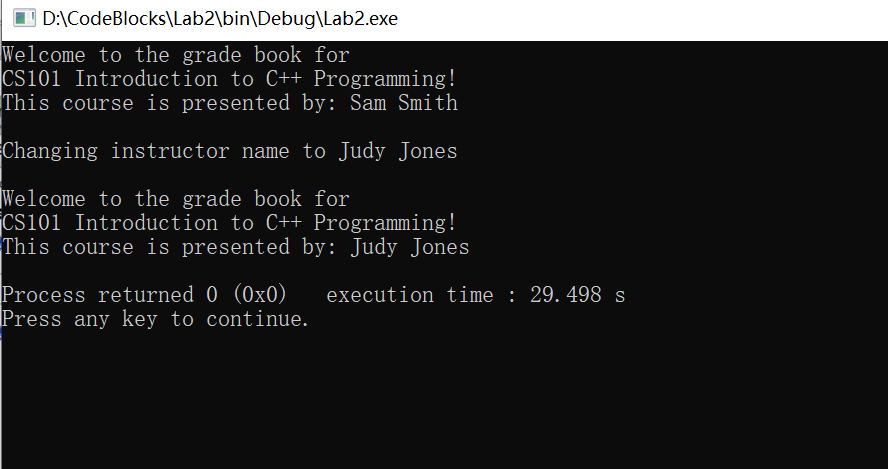 D:\CodeBlocks\Lab2\bin\Debug\Lab2.exe
Welcome to the grade book for
CS101 Introduction to C++ Programming!
This course is presented by: Sam Smith
Changing instructor name to Judy Jones
Welcome to the grade book for
CS101 Introduction to C++ Programming!
This course is presented by: Judy Jones
Process returned 0 (0x0)   execution time : 29.498 s
Press any key to continue.